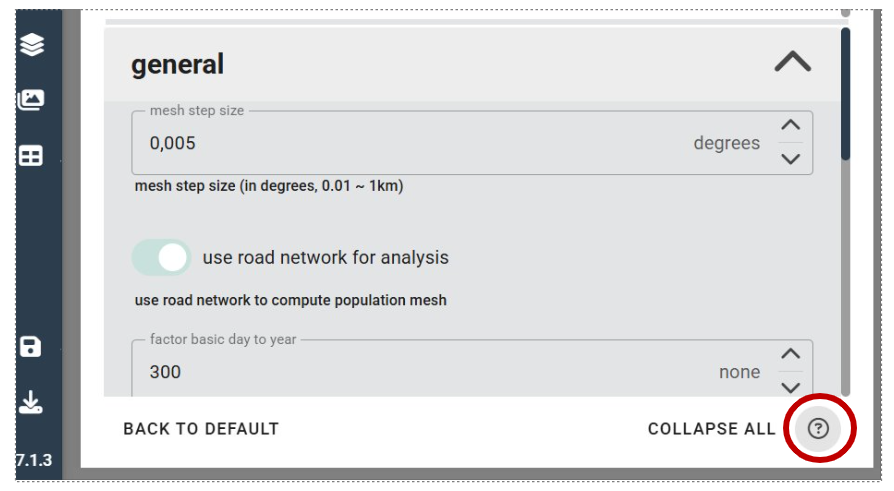 general
mesh step size
0,005 degrees
mesh step size (in degrees, 0.01 ~ 1km)
use road network for analysis
use road network to compute population mesh
factor basic day to year
300 none
BACK TO DEFAULT COLLAPSE ALL ?
7.1.3